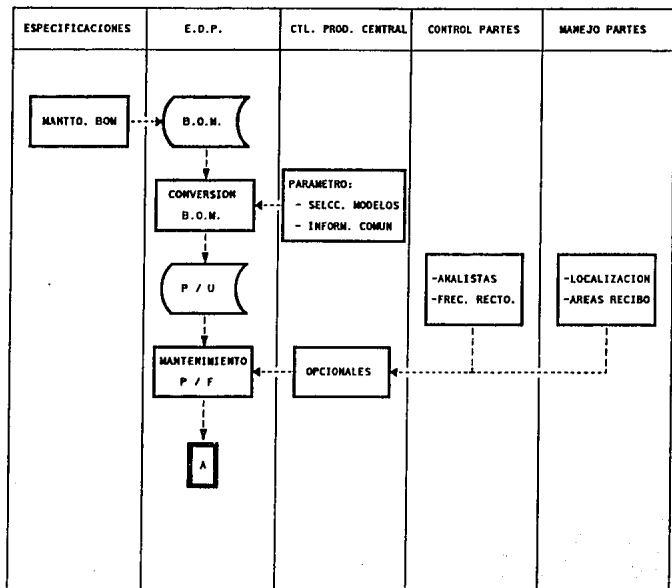 ESPECIFICACIONES E.D.P. CTL. PROD. CENTRAL CONTROL PARTES MANEJO PARTES
MANTTO. BOM
B.O.M.
CONVERSION
B.O.M.
PARAMETRO:
- SELCC. MODELOS
- INFORM. COMUN
P / U
-ANALISTAS
-FREC. RECTO.
-LOCALIZACION
-AREAS RECIBO
MANTENIMIENTO
P / F
OPCIONALES
A